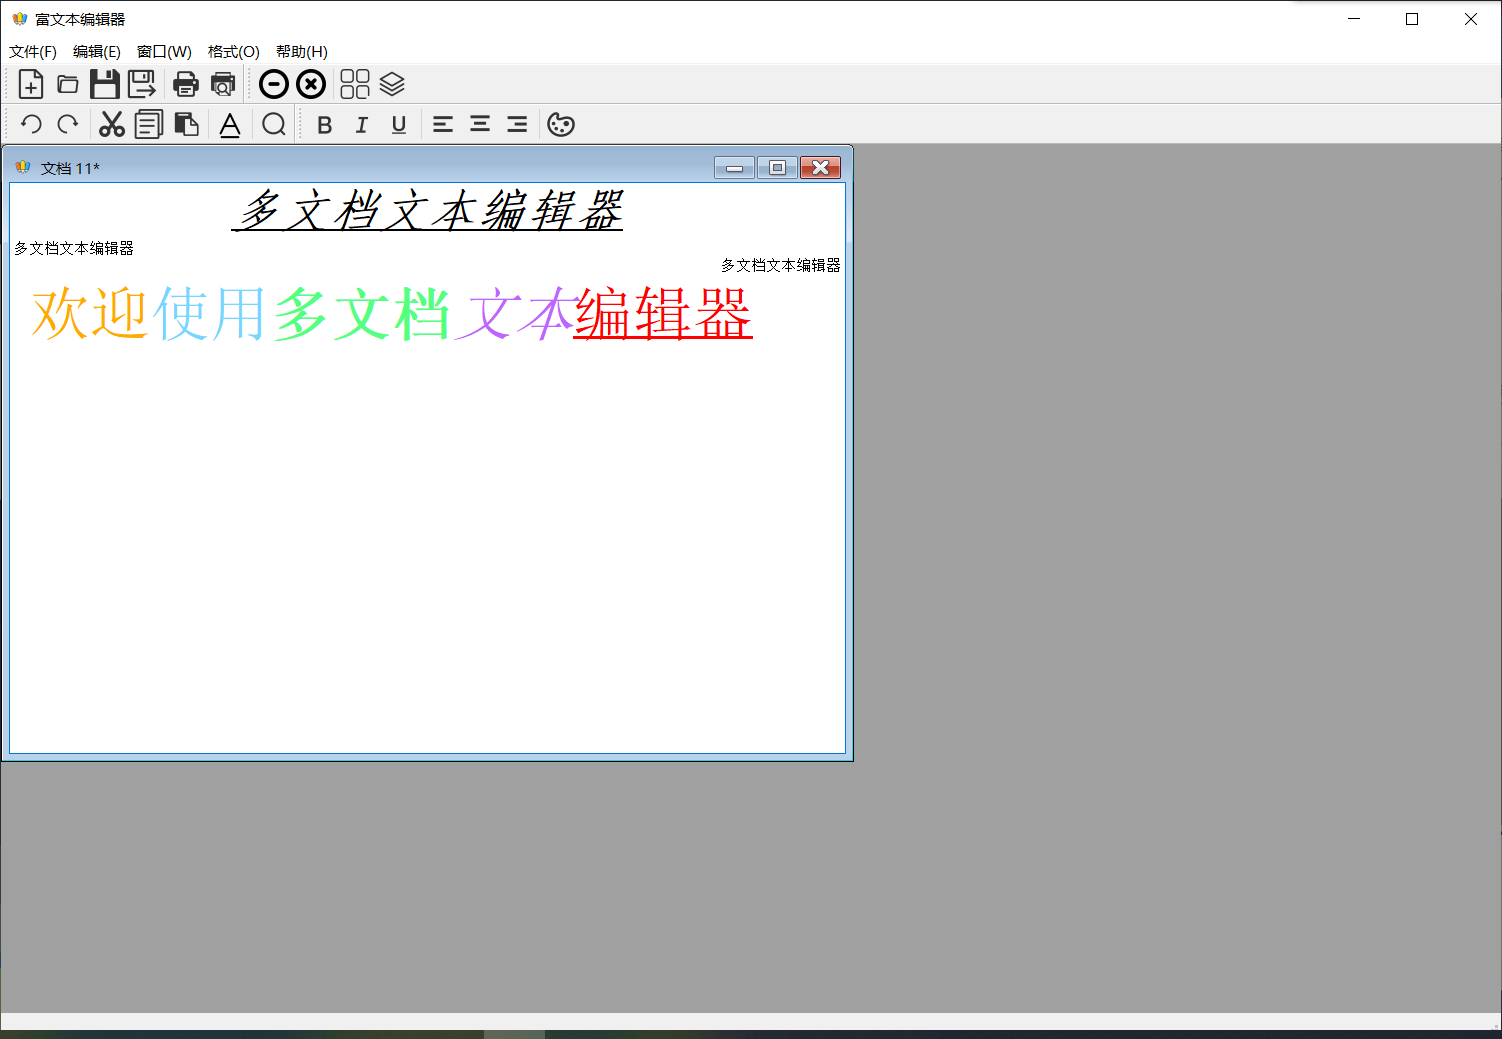 富文本编辑器
文件(F) 编辑(E) 窗口(W) 格式(O) 帮助(H)
A B I U
文档 11*
多文档文本编辑器
多文档文本编辑器
多文档文本编辑器
欢迎使用多文档文本编辑器